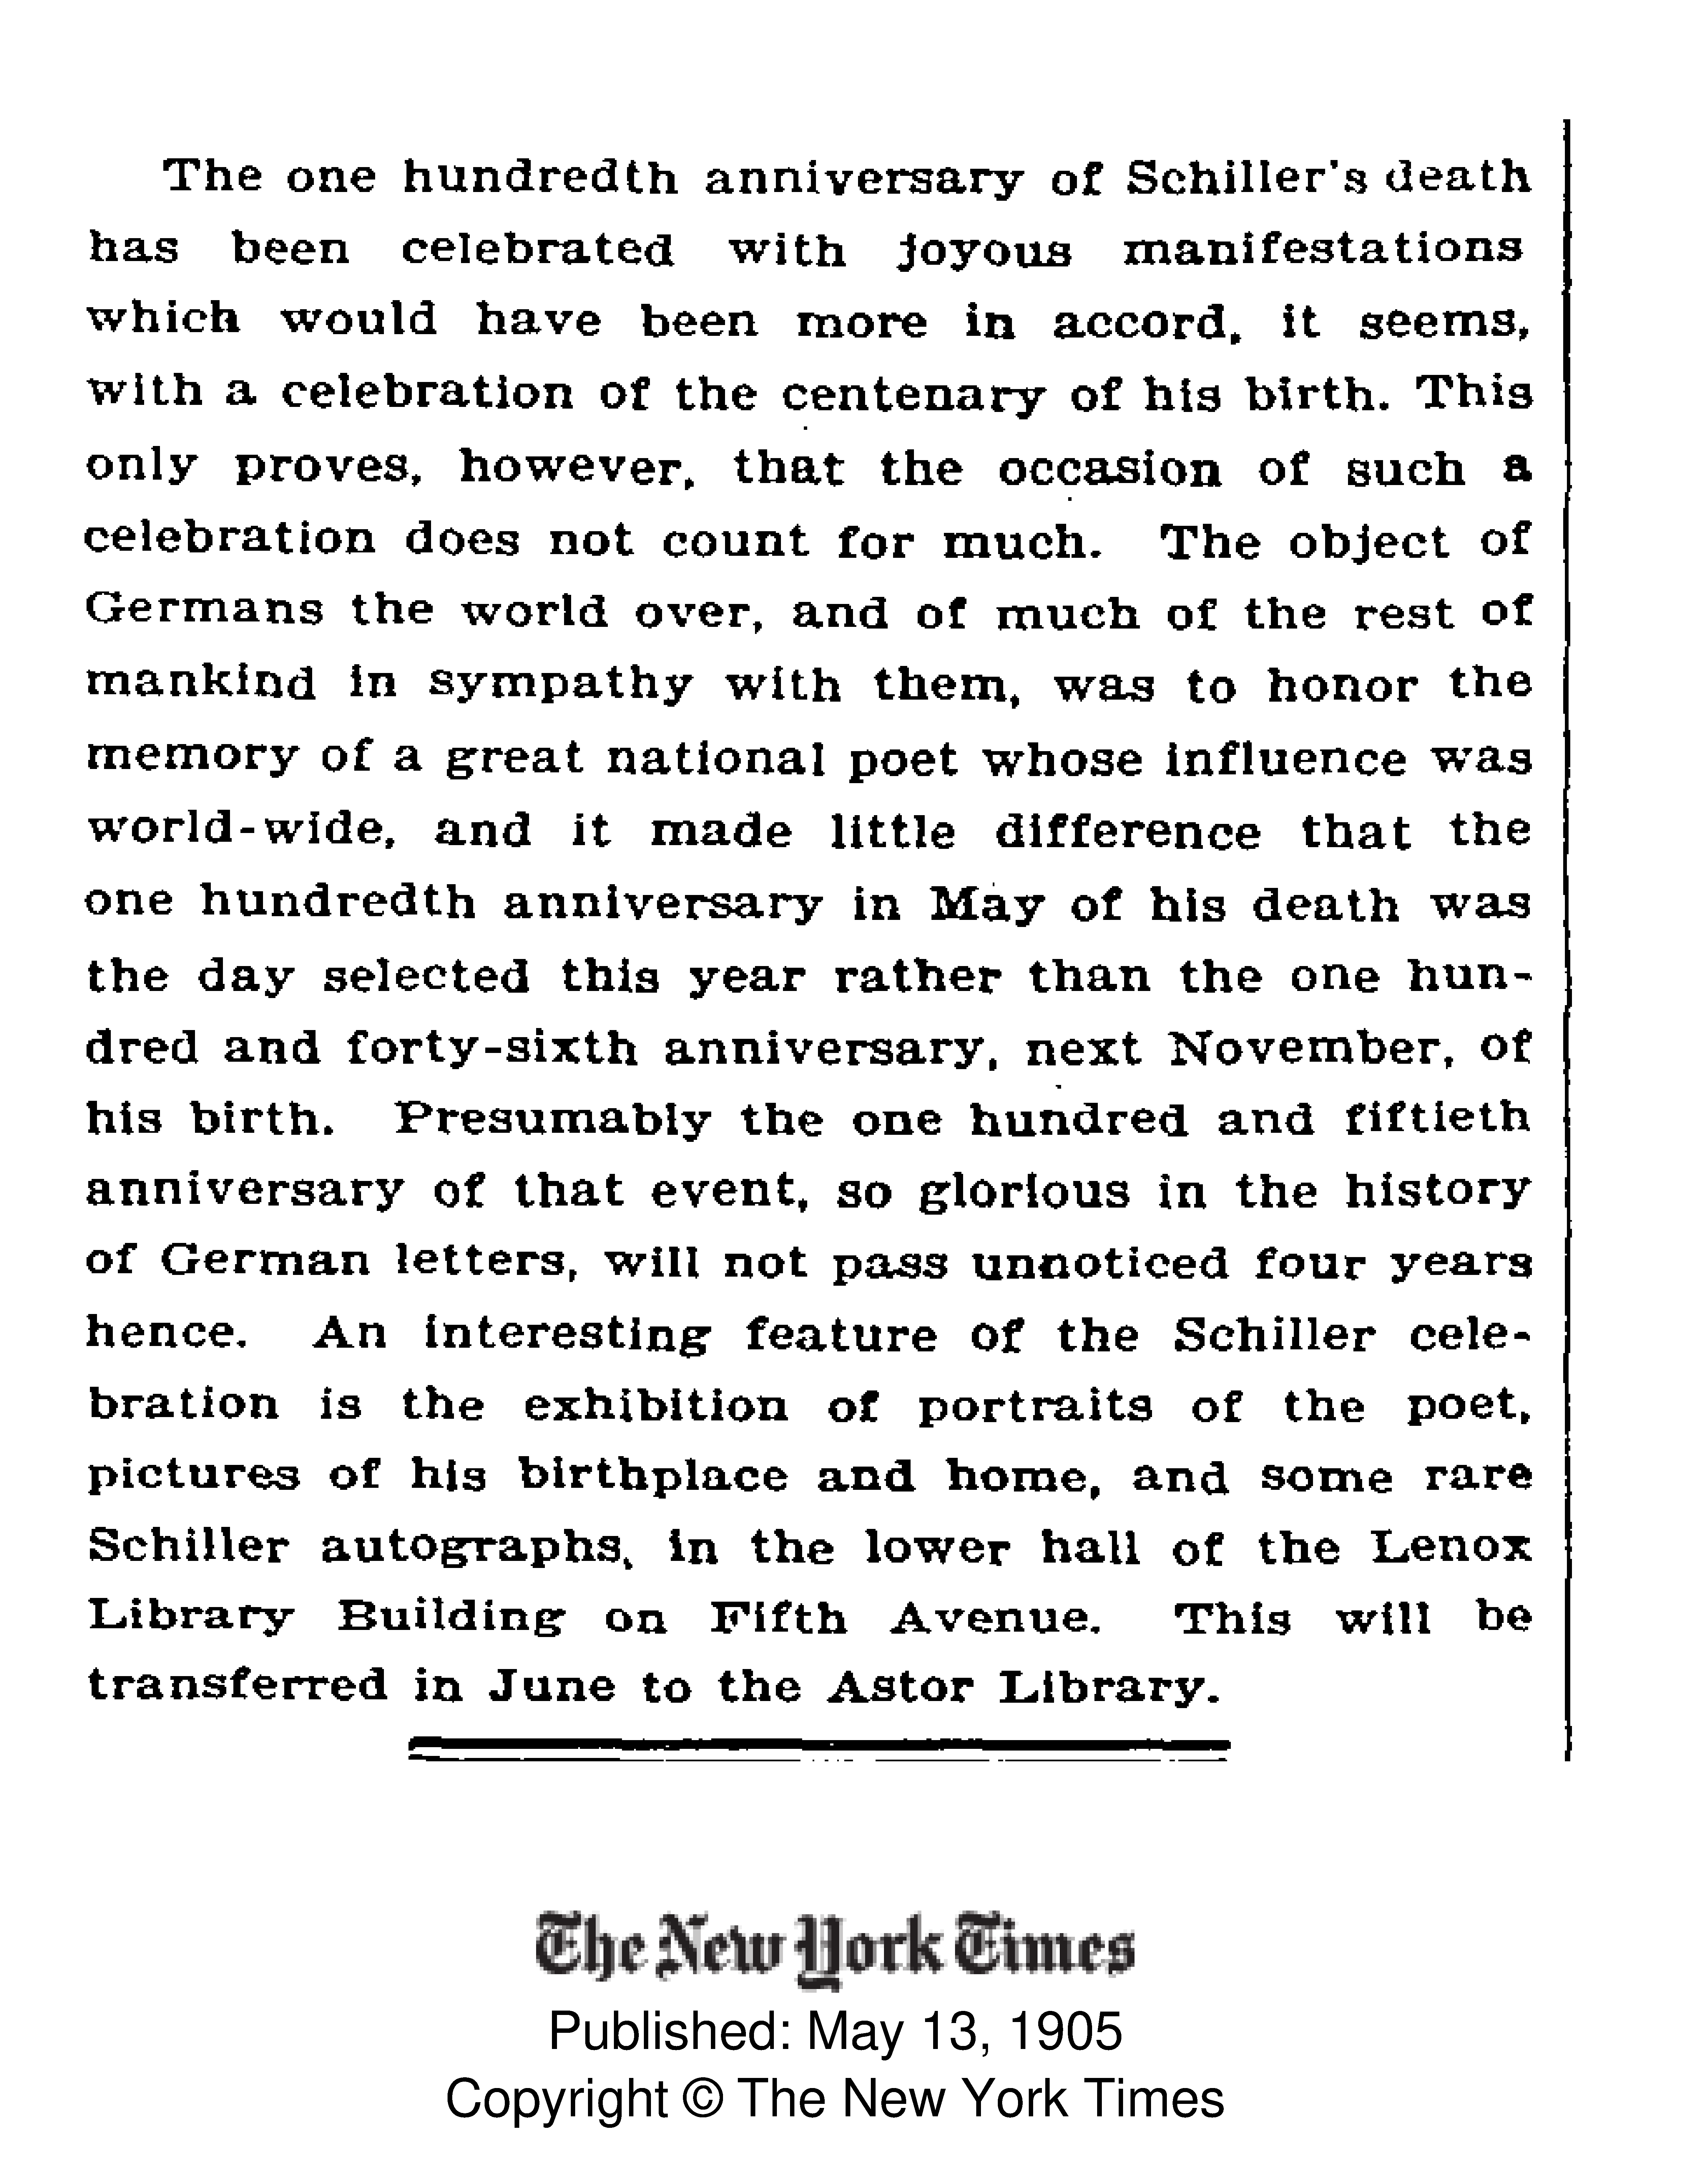 The one hundredth anniversary of Schiller's death
has been celebrated with joyous manifestations
which would have been more in accord, it seems,
with a celebration of the centenary of his birth. This
only proves, however, that the occasion of such a
celebration does not count for much. The object of
Germans the world over, and of much of the rest of
mankind in sympathy with them, was to honor the
memory of a great national poet whose influence was
world-wide, and it made little difference that the
one hundredth anniversary in May of his death was
the day selected this year rather than the one hun-
dred and forty-sixth anniversary, next November, of
his birth. Presumably the one hundred and fiftieth
anniversary of that event, so glorious in the history
of German letters, will not pass unnoticed four years
hence. An interesting feature of the Schiller cele-
bration is the exhibition of portraits of the poet,
pictures of his birthplace and home, and some rare
Schiller autographs, in the lower hall of the Lenox
Library Building on Fifth Avenue. This will be
transferred in June to the Astor Library.
The New York Times
Published: May 13, 1905
Copyright © The New York Times